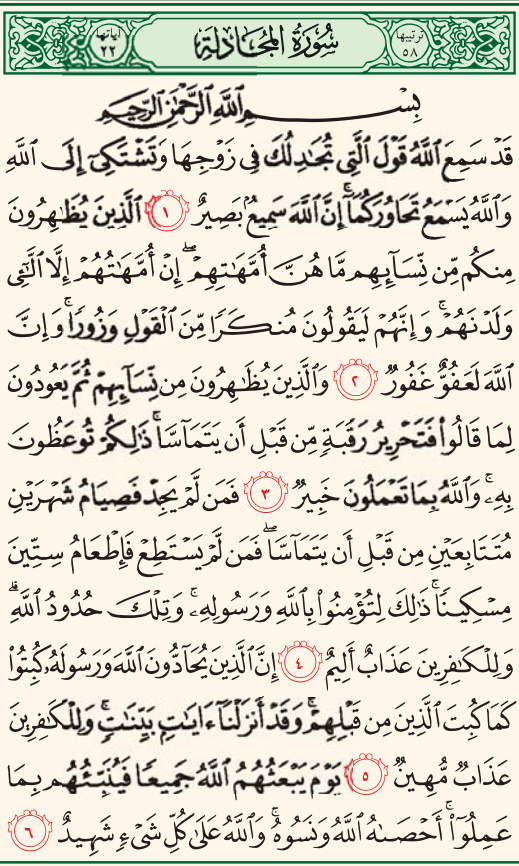 ترتيبها ٥٨ سُورَةُ المُجَادلَةِ اياتها ٢٢
بِسْمِ ٱللَّهِ ٱلرَّحْمَٰنِ ٱلرَّحِيمِ
قَدْ سَمِعَ ٱللَّهُ قَوْلَ ٱلَّتِى تُجَٰدِلُكَ فِى زَوْجِهَا وَتَشْتَكِىٓ إِلَى ٱللَّهِ
وَٱللَّهُ يَسْمَعُ تَحَاوُرَكُمَآ ۚ إِنَّ ٱللَّهَ سَمِيعٌۢ بَصِيرٌ ١ ٱلَّذِينَ يُظَٰهِرُونَ
مِنكُم مِّن نِّسَآئِهِم مَّا هُنَّ أُمَّهَٰتِهِمْ ۖ إِنْ أُمَّهَٰتُهُمْ إِلَّا ٱلَّٰٓـِٔى
وَلَدْنَهُمْ ۚ وَإِنَّهُمْ لَيَقُولُونَ مُنكَرًا مِّنَ ٱلْقَوْلِ وَزُورًا ۚ وَإِنَّ
ٱللَّهَ لَعَفُوٌّ غَفُورٌ ٢ وَٱلَّذِينَ يُظَٰهِرُونَ مِن نِّسَآئِهِمْ ثُمَّ يَعُودُونَ
لِمَا قَالُوا۟ فَتَحْرِيرُ رَقَبَةٍ مِّن قَبْلِ أَن يَتَمَآسَّا ۚ ذَٰلِكُمْ تُوعَظُونَ
بِهِۦ ۚ وَٱللَّهُ بِمَا تَعْمَلُونَ خَبِيرٌ ٣ فَمَن لَّمْ يَجِدْ فَصِيَامُ شَهْرَيْنِ
مُتَتَابِعَيْنِ مِن قَبْلِ أَن يَتَمَآسَّا ۖ فَمَن لَّمْ يَسْتَطِعْ فَإِطْعَامُ سِتِّينَ
مِسْكِينًا ۚ ذَٰلِكَ لِتُؤْمِنُوا۟ بِٱللَّهِ وَرَسُولِهِۦ ۚ وَتِلْكَ حُدُودُ ٱللَّهِ ۗ
وَلِلْكَٰفِرِينَ عَذَابٌ أَلِيمٌ ٤ إِنَّ ٱلَّذِينَ يُحَآدُّونَ ٱللَّهَ وَرَسُولَهُۥ كُبِتُوا۟
كَمَا كُبِتَ ٱلَّذِينَ مِن قَبْلِهِمْ ۚ وَقَدْ أَنزَلْنَآ ءَايَٰتٍۭ بَيِّنَٰتٍ ۚ وَلِلْكَٰفِرِينَ
عَذَابٌ مُّهِينٌ ٥ يَوْمَ يَبْعَثُهُمُ ٱللَّهُ جَمِيعًا فَيُنَبِّئُهُم بِمَا
عَمِلُوٓا۟ ۚ أَحْصَىٰهُ ٱللَّهُ وَنَسُوهُ ۚ وَٱللَّهُ عَلَىٰ كُلِّ شَىْءٍ شَهِيدٌ ٦